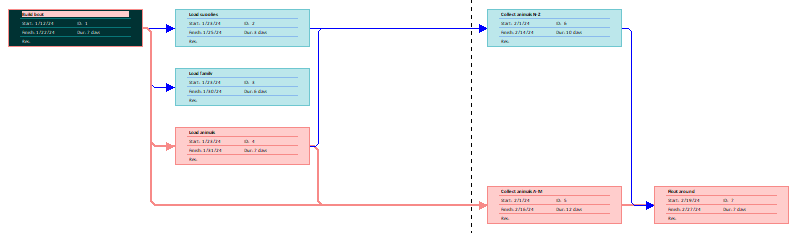 Build boat
Start: 1/12/24 ID: 1
Finish: 1/22/24 Dur: 7 days
Res:
Load supplies
Start: 1/23/24 ID: 2
Finish: 1/25/24 Dur: 3 days
Res:
Load family
Start: 1/23/24 ID: 3
Finish: 1/30/24 Dur: 6 days
Res:
Load animals
Start: 1/23/24 ID: 4
Finish: 1/31/24 Dur: 7 days
Res:
Collect animals N-Z
Start: 2/1/24 ID: 6
Finish: 2/14/24 Dur: 10 days
Res:
Collect animals A-M
Start: 2/1/24 ID: 5
Finish: 2/16/24 Dur: 12 days
Res:
Float around
Start: 2/19/24 ID: 7
Finish: 2/27/24 Dur: 7 days
Res: